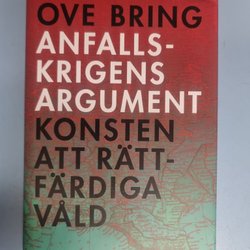 OVE BRING
ANFALLS-
KRIGENS
ARGUMENT
KONSTEN
ATT RÄTT-
FÄRDIGA
VÅLD